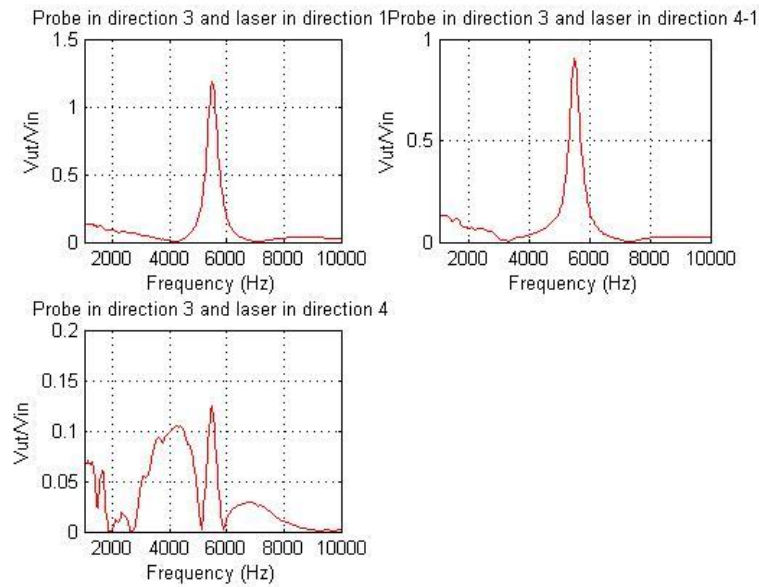 Probe in direction 3 and laser in direction 1
1.5
1
0.5
0
Vut/Vin
2000 4000 6000 8000 10000
Frequency (Hz)
Probe in direction 3 and laser in direction 4-1
1
0.5
0
Vut/Vin
2000 4000 6000 8000 10000
Frequency (Hz)
Probe in direction 3 and laser in direction 4
0.2
0.15
0.1
0.05
0
Vut/Vin
2000 4000 6000 8000 10000
Frequency (Hz)